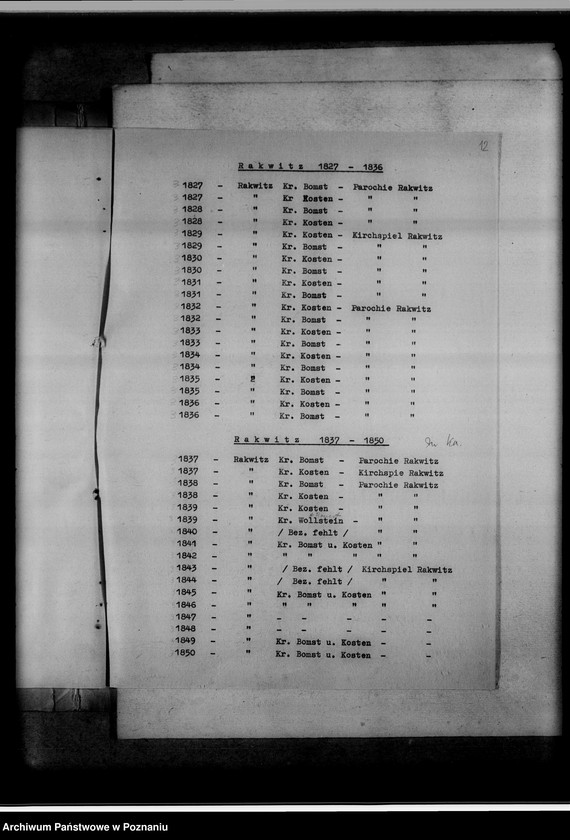 12
Rakwitz 1827 - 1836
1827 - Rakwitz Kr. Bomst - Parochie Rakwitz
1827 - " Kr Kosten - " "
1828 - " Kr. Bomst - " "
1828 - " Kr. Kosten - " "
1829 - " Kr. Kosten - Kirchspiel Rakwitz
1829 - " Kr. Bomst - " "
1830 - " Kr. Kosten - " "
1830 - " Kr. Bomst - " "
1831 - " Kr. Kosten - " "
1831 - " Kr. Bomst - " "
1832 - " Kr. Kosten - Parochie Rakwitz
1832 - " Kr. Bomst - " "
1833 - " Kr. Kosten - " "
1833 - " Kr. Bomst - " "
1834 - " Kr. Kosten - " "
1834 - " Kr. Bomst - " "
1835 - " Kr. Kosten - " "
1835 - " Kr. Bomst - " "
1836 - " Kr. Kosten - " "
1836 - " Kr. Bomst - " "
Rakwitz 1837 - 1850
1837 - Rakwitz Kr. Bomst - Parochie Rakwitz
1837 - " Kr. Kosten - Kirchspie Rakwitz
1838 - " Kr. Bomst - Parochie Rakwitz
1838 - " Kr. Kosten - " "
1839 - " Kr. Kosten - " "
1839 - " Kr. Wollstein - " "
1840 - " / Bez. fehlt / " "
1841 - " Kr. Bomst u. Kosten " "
1842 - " " " " " "
1843 - " / Bez. fehlt / Kirchspiel Rakwitz
1844 - " / Bez. fehlt / " "
1845 - " Kr. Bomst u. Kosten " "
1846 - " " " " " "
1847 - " - - - - -
1848 - " - - - - -
1849 - " Kr. Bomst u. Kosten - -
1850 - " Kr. Bomst u. Kosten - -
Archiwum Państwowe w Poznaniu